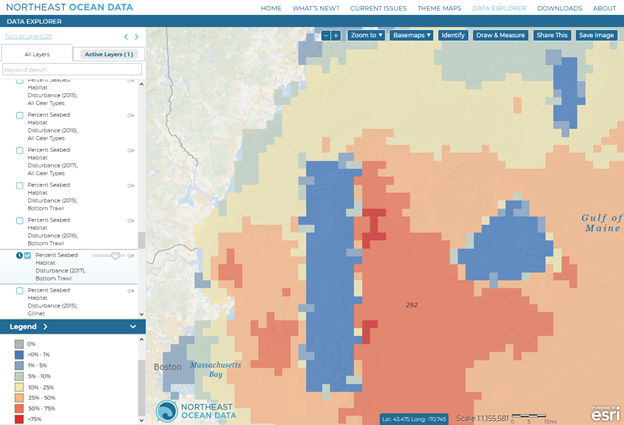 NORTHEAST OCEAN DATA
HOME WHAT'S NEW? CURRENT ISSUES THEME MAPS DATA EXPLORER DOWNLOADS ABOUT
DATA EXPLORER
Turn all Layers Off
All Layers
Active Layers ( 1 )
Keyword Search
Percent Seabed
Habitat
Disturbance (2015),
All Gear Types
Percent Seabed
Habitat
Disturbance (2016),
All Gear Types
Percent Seabed
Habitat
Disturbance (2017),
All Gear Types
Percent Seabed
Habitat
Disturbance (2015),
Bottom Trawl
Percent Seabed
Habitat
Disturbance (2016),
Bottom Trawl
Percent Seabed
Habitat
Disturbance (2017),
Bottom Trawl
Percent Seabed
Habitat
Disturbance (2015),
Gillnet
Legend
0%
>0% - 1%
1% - 5%
5% - 10%
10% - 25%
25% - 50%
50% - 75%
<75%
− +
Zoom to ▼
Basemaps ▼
Identify
Draw & Measure
Share This
Save Image
Gulf of
Maine
292
Boston
Massachusetts
Bay
NORTHEAST
OCEAN DATA
Lat: 43.475 Long: -70.745
Scale 1:1,155,581
0 5 10mi
POWERED BY
esri